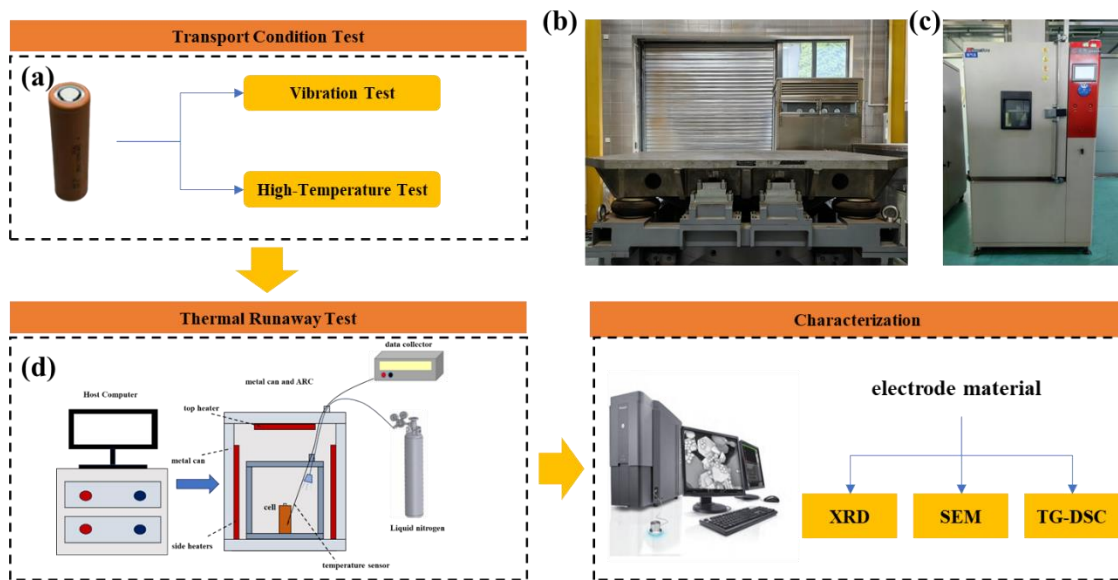 Transport Condition Test
(a)
Vibration Test
High-Temperature Test
(b)
(c)
Thermal Runaway Test
(d)
data collector
metal can and ARC
Host Computer
top heater
metal can
cell
side heaters
Liquid nitrogen
temperature sensor
Characterization
electrode material
XRD
SEM
TG-DSC